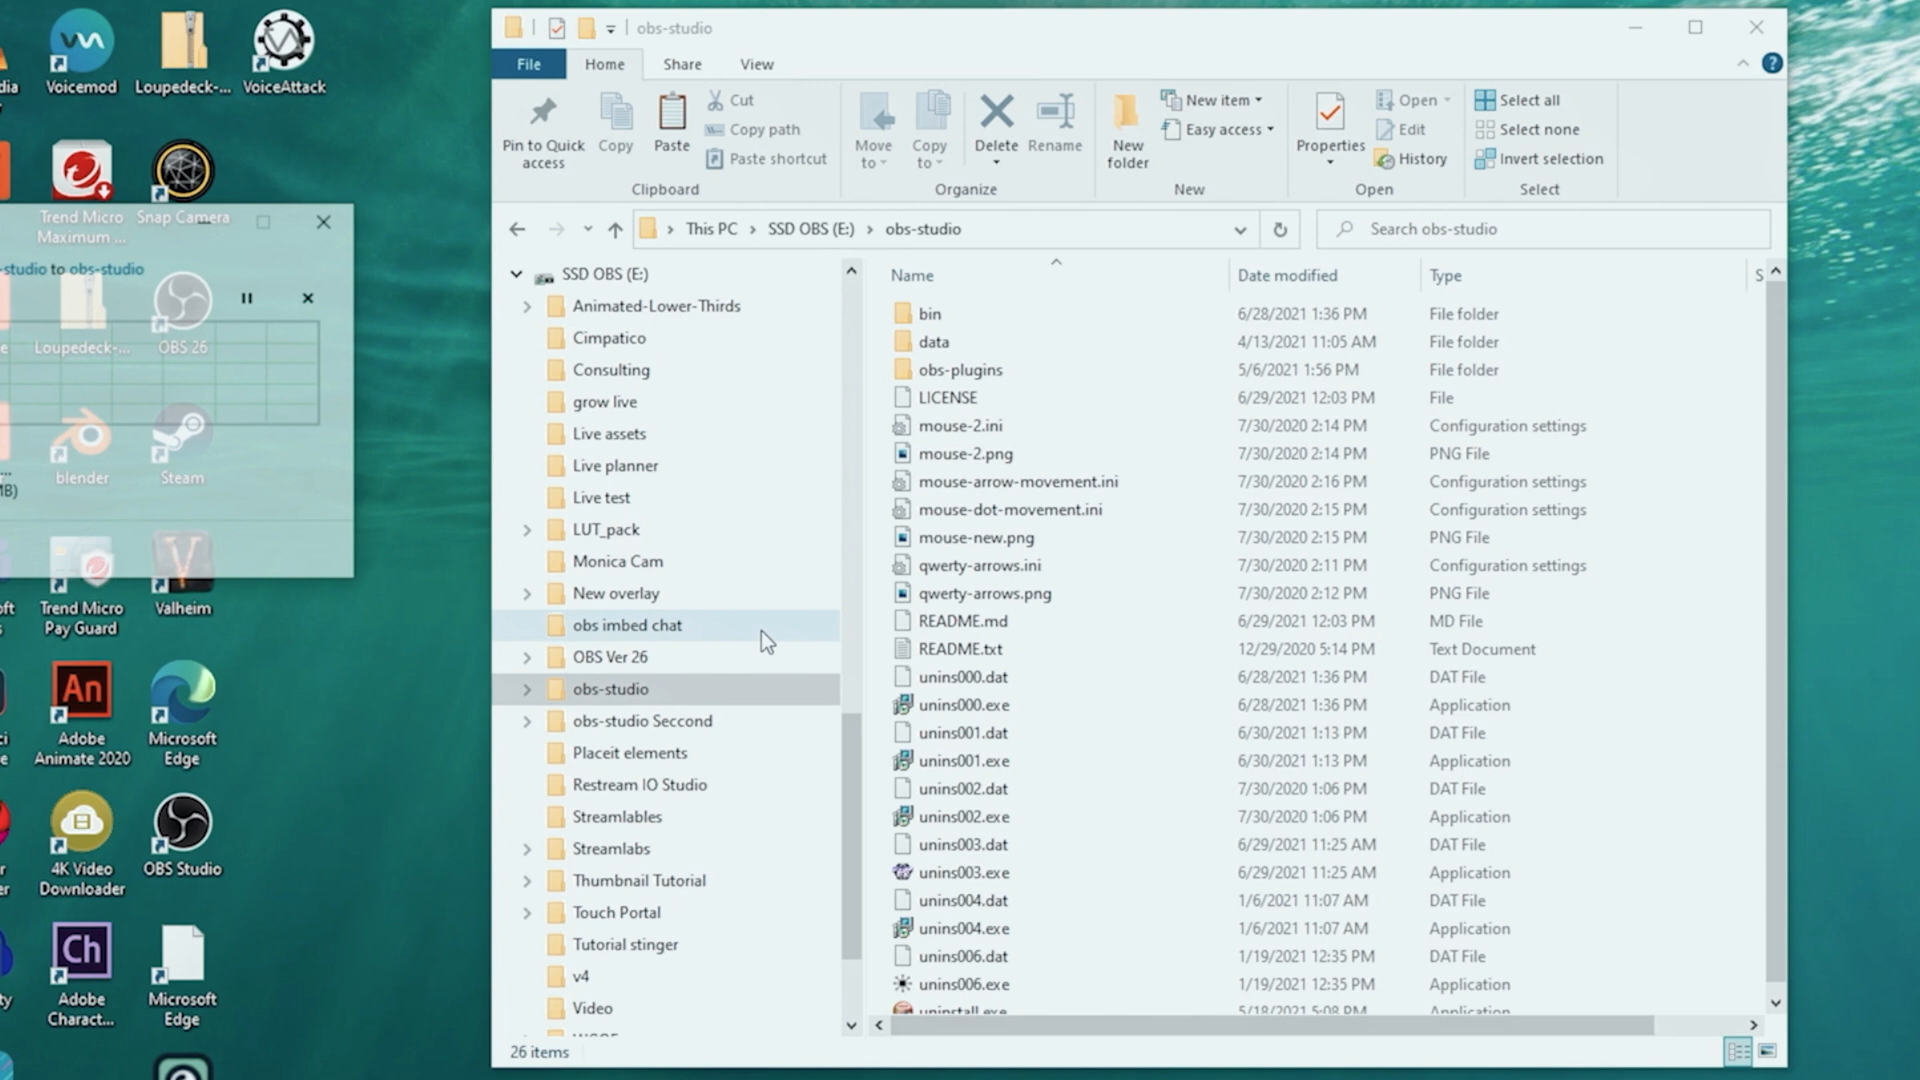 dia
Voicemod
Loupedeck-...
VoiceAttack
Trend Micro
Maximum ...
Snap Camera
-studio to obs-studio
e
Loupedeck-...
OBS 26
blender
Steam
...
MB)
oft
s
Trend Micro
Pay Guard
Valheim
An
ci
e
Adobe
Animate 2020
Microsoft
Edge
r
er
4K Video
Downloader
OBS Studio
Ch
ty
Adobe
Charact...
Microsoft
Edge
obs-studio
File
Home
Share
View
Pin to Quick
access
Copy
Paste
Cut
Copy path
Paste shortcut
Clipboard
Move
to
Copy
to
Delete
Rename
Organize
New
folder
New item
Easy access
New
Properties
Open
Edit
History
Open
Select all
Select none
Invert selection
Select
This PC
SSD OBS (E:)
obs-studio
Search obs-studio
SSD OBS (E:)
Animated-Lower-Thirds
Cimpatico
Consulting
grow live
Live assets
Live planner
Live test
LUT_pack
Monica Cam
New overlay
obs imbed chat
OBS Ver 26
obs-studio
obs-studio Seccond
Placeit elements
Restream IO Studio
Streamlables
Streamlabs
Thumbnail Tutorial
Touch Portal
Tutorial stinger
v4
Video
Name Date modified Type S
bin 6/28/2021 1:36 PM File folder
data 4/13/2021 11:05 AM File folder
obs-plugins 5/6/2021 1:56 PM File folder
LICENSE 6/29/2021 12:03 PM File
mouse-2.ini 7/30/2020 2:14 PM Configuration settings
mouse-2.png 7/30/2020 2:14 PM PNG File
mouse-arrow-movement.ini 7/30/2020 2:16 PM Configuration settings
mouse-dot-movement.ini 7/30/2020 2:15 PM Configuration settings
mouse-new.png 7/30/2020 2:15 PM PNG File
qwerty-arrows.ini 7/30/2020 2:11 PM Configuration settings
qwerty-arrows.png 7/30/2020 2:12 PM PNG File
README.md 6/29/2021 12:03 PM MD File
README.txt 12/29/2020 5:14 PM Text Document
unins000.dat 6/28/2021 1:36 PM DAT File
unins000.exe 6/28/2021 1:36 PM Application
unins001.dat 6/30/2021 1:13 PM DAT File
unins001.exe 6/30/2021 1:13 PM Application
unins002.dat 7/30/2020 1:06 PM DAT File
unins002.exe 7/30/2020 1:06 PM Application
unins003.dat 6/29/2021 11:25 AM DAT File
unins003.exe 6/29/2021 11:25 AM Application
unins004.dat 1/6/2021 11:07 AM DAT File
unins004.exe 1/6/2021 11:07 AM Application
unins006.dat 1/19/2021 12:35 PM DAT File
unins006.exe 1/19/2021 12:35 PM Application
uninstall.exe 5/18/2021 5:08 PM Application
26 items